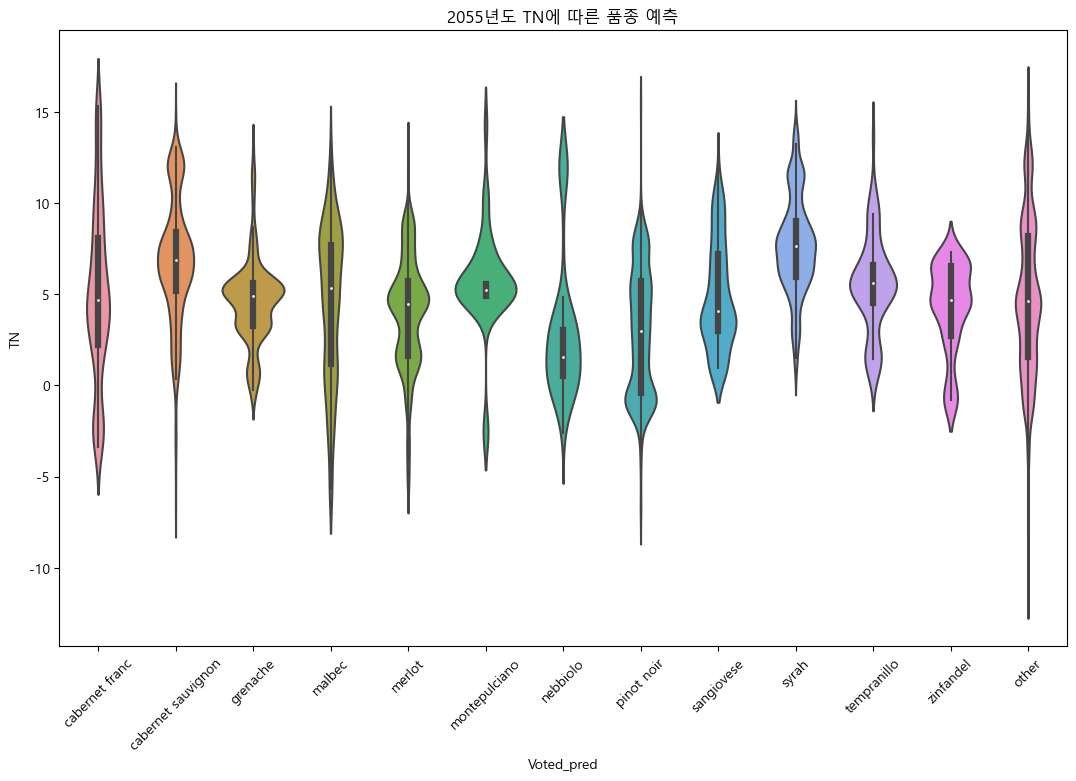 2055년도 TN에 따른 품종 예측
TN
15
10
5
0
-5
-10
cabernet franc
cabernet sauvignon
grenache
malbec
merlot
montepulciano
nebbiolo
pinot noir
sangiovese
syrah
tempranillo
zinfandel
other
Voted_pred